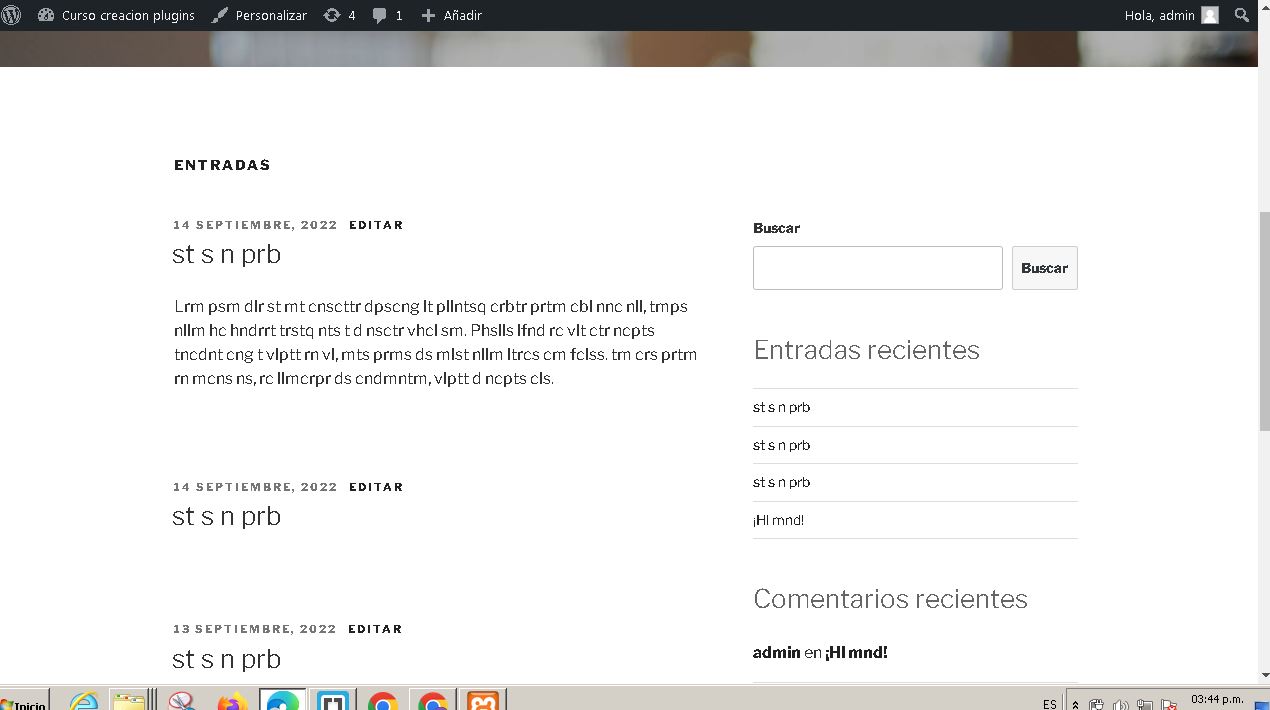 Curso creacion plugins Personalizar 4 1 Añadir Hola, admin
ENTRADAS
14 SEPTIEMBRE, 2022 EDITAR
st s n prb
Lrm psm dlr st mt cnscttr dpscng lt pllntsq crbtr prtm cbl nnc nll, tmps
nllm hc hndrrt trstq nts t d nsctr vhcl sm. Phslls lfnd rc vlt ctr ncpts
tncdnt cng t vlptt rn vl, mts prms ds mlst nllm ltrcs cm fclss. tm crs prtm
rn mcns ns, rc llmcrpr ds cndmntm, vlptt d ncpts cls.
14 SEPTIEMBRE, 2022 EDITAR
st s n prb
13 SEPTIEMBRE, 2022 EDITAR
st s n prb
Buscar
Buscar
Entradas recientes
st s n prb
st s n prb
st s n prb
¡Hl mnd!
Comentarios recientes
admin en ¡Hl mnd!
Inicio ES 03:44 p.m.